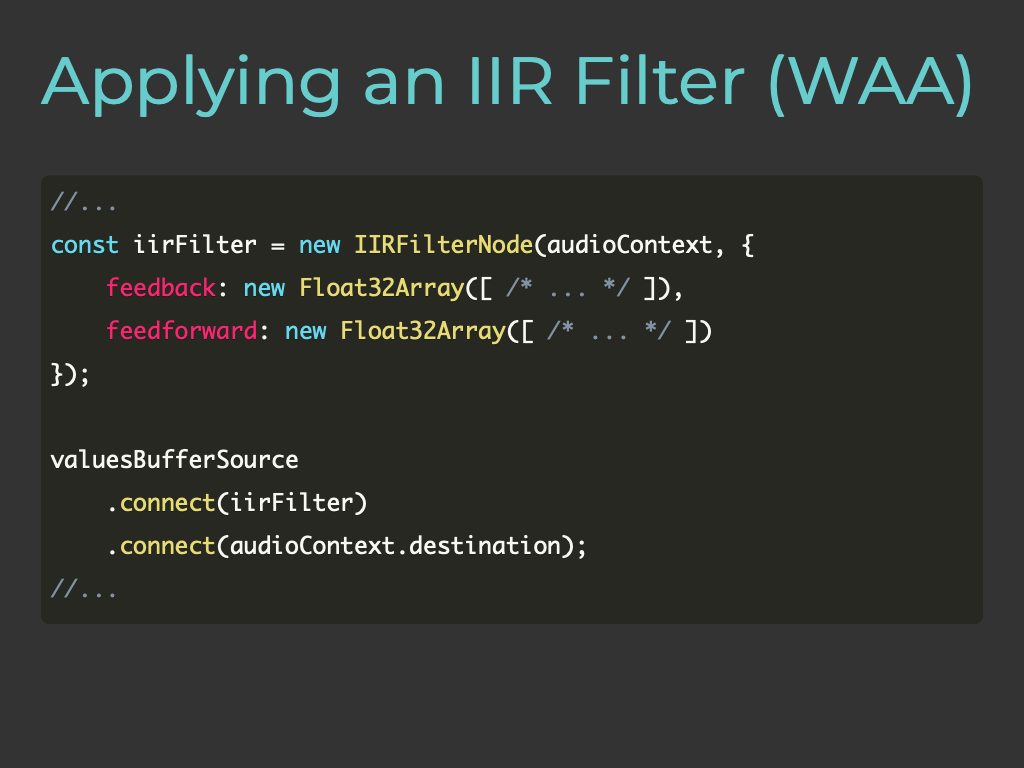 Applying an IIR Filter (WAA)
//...
const iirFilter = new IIRFilterNode(audioContext, {
    feedback: new Float32Array([ /* ... */ ]),
    feedforward: new Float32Array([ /* ... */ ])
});
valuesBufferSource
    .connect(iirFilter)
    .connect(audioContext.destination);
//...